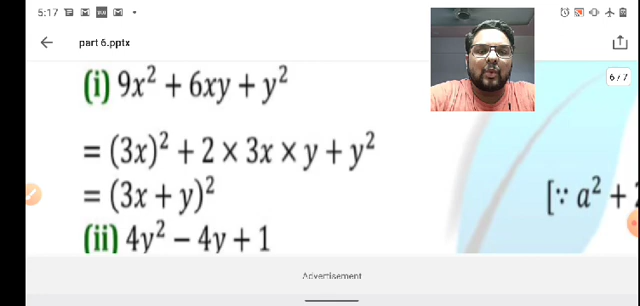 5:17
part 6.pptx
6 / 7
(i) 9x² + 6xy + y²
= (3x)² + 2 × 3x × y + y²
= (3x + y)²
[∵ a² +
(ii) 4y² − 4y + 1
Advertisement